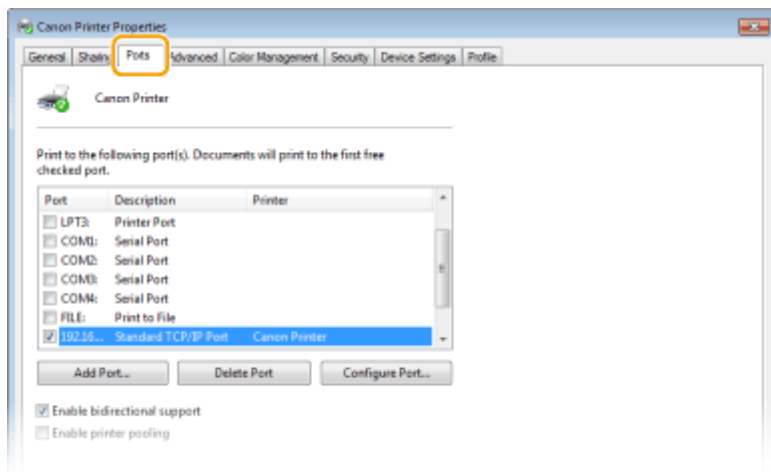 Canon Printer Properties
General Sharing Ports Advanced Color Management Security Device Settings Profile
Canon Printer
Print to the following port(s). Documents will print to the first free
checked port.
Port Description Printer
LPT3: Printer Port
COM1: Serial Port
COM2: Serial Port
COM3: Serial Port
COM4: Serial Port
FILE: Print to File
192.16... Standard TCP/IP Port Canon Printer
Add Port... Delete Port Configure Port...
Enable bidirectional support
Enable printer pooling